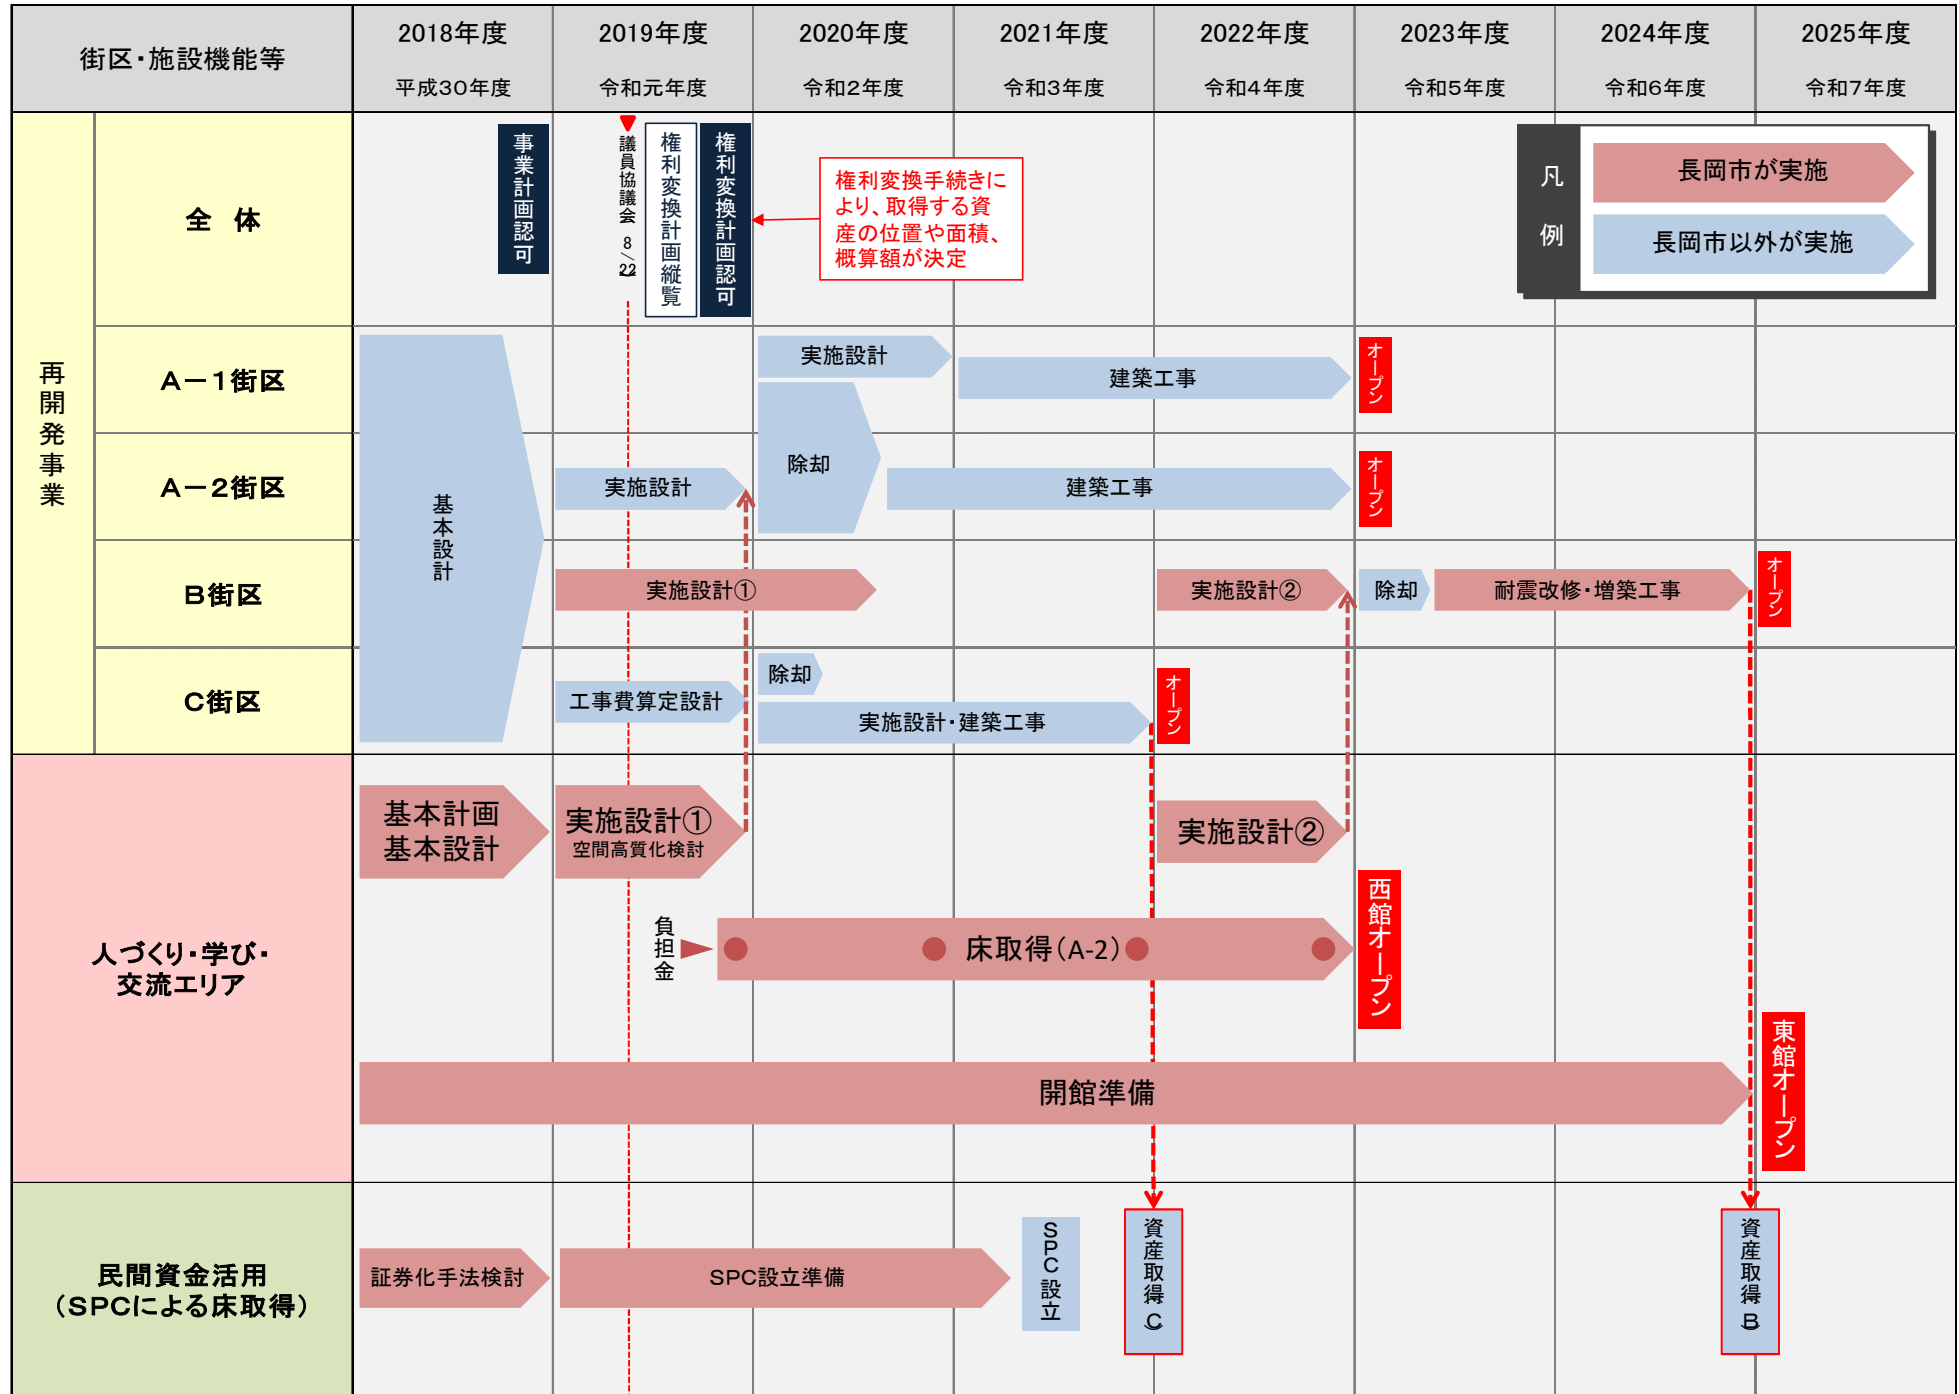 街区・施設機能等
2018年度
平成30年度
2019年度
令和元年度
2020年度
令和2年度
2021年度
令和3年度
2022年度
令和4年度
2023年度
令和5年度
2024年度
令和6年度
2025年度
令和7年度
再開発事業
全 体
事業計画認可
議員協議会 8/22
権利変換計画縦覧
権利変換計画認可
権利変換手続きに
より、取得する資
産の位置や面積、
概算額が決定
凡例
長岡市が実施
長岡市以外が実施
A-1街区
基本設計
実施設計
建築工事
オープン
A-2街区
実施設計
除却
建築工事
オープン
B街区
実施設計①
実施設計②
除却
耐震改修・増築工事
オープン
C街区
工事費算定設計
除却
実施設計・建築工事
オープン
人づくり・学び・
交流エリア
基本計画
基本設計
実施設計①
空間高質化検討
実施設計②
負担金
床取得(A-2)
西館オープン
開館準備
東館オープン
民間資金活用
(SPCによる床取得)
証券化手法検討
SPC設立準備
SPC設立
資産取得(C)
資産取得(B)